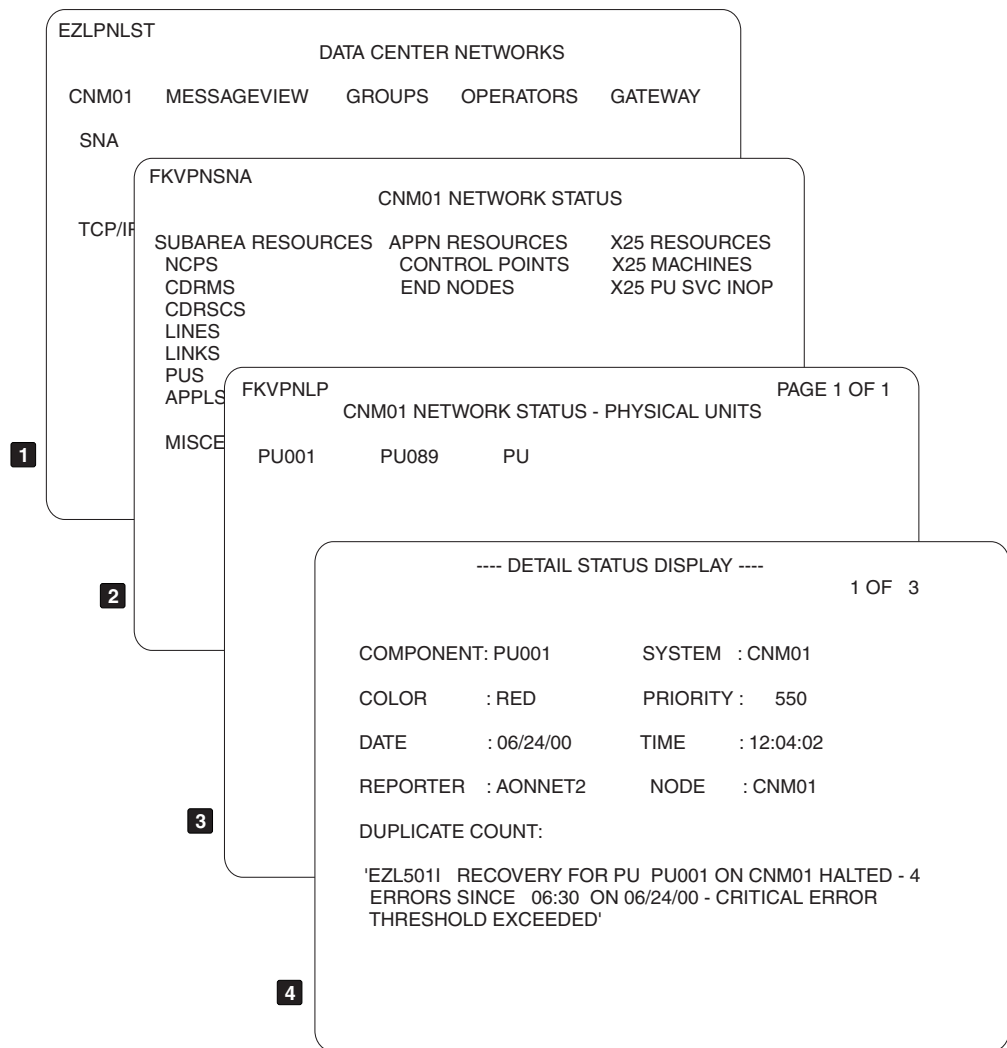 EZLPNLST
DATA CENTER NETWORKS
CNM01 MESSAGEVIEW GROUPS OPERATORS GATEWAY
SNA
TCP/IP
1
FKVPNSNA
CNM01 NETWORK STATUS
SUBAREA RESOURCES APPN RESOURCES X25 RESOURCES
NCPS CONTROL POINTS X25 MACHINES
CDRMS END NODES X25 PU SVC INOP
CDRSCS
LINES
LINKS
PUS
APPLS
MISCE
2
FKVPNLP PAGE 1 OF 1
CNM01 NETWORK STATUS - PHYSICAL UNITS
PU001 PU089 PU
3
---- DETAIL STATUS DISPLAY ----
1 OF 3
COMPONENT: PU001 SYSTEM : CNM01
COLOR : RED PRIORITY : 550
DATE : 06/24/00 TIME : 12:04:02
REPORTER : AONNET2 NODE : CNM01
DUPLICATE COUNT:
'EZL501I RECOVERY FOR PU PU001 ON CNM01 HALTED - 4
ERRORS SINCE 06:30 ON 06/24/00 - CRITICAL ERROR
THRESHOLD EXCEEDED'
4